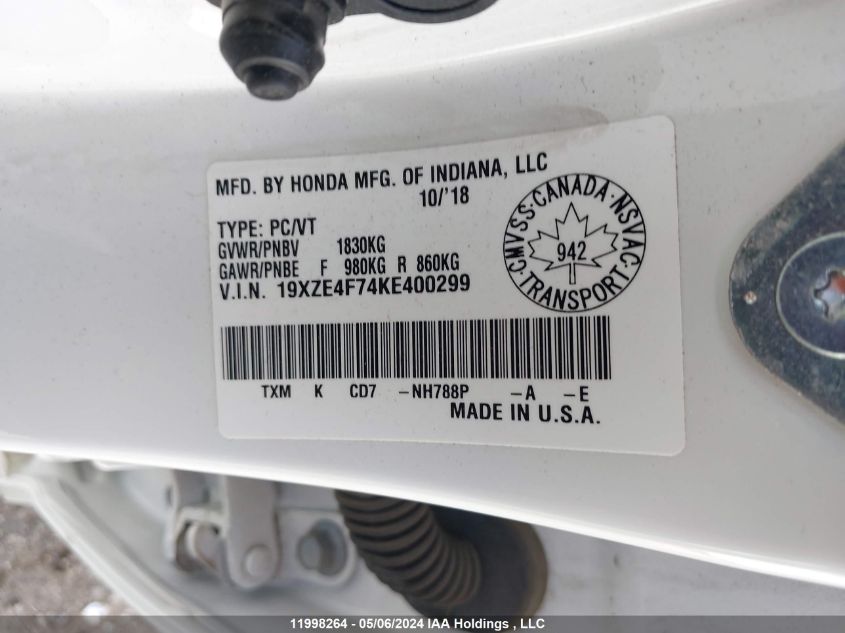 MFD. BY HONDA MFG. OF INDIANA, LLC
10/'18
TYPE: PC/VT
GVWR/PNBV 1830KG
GAWR/PNBE F 980KG R 860KG
V.I.N. 19XZE4F74KE400299
CMVSS·CANADA·NSVAC·TRANSPORT·
942
TXM K CD7 -NH788P -A -E
MADE IN U.S.A.
11998264 - 05/06/2024 IAA Holdings , LLC